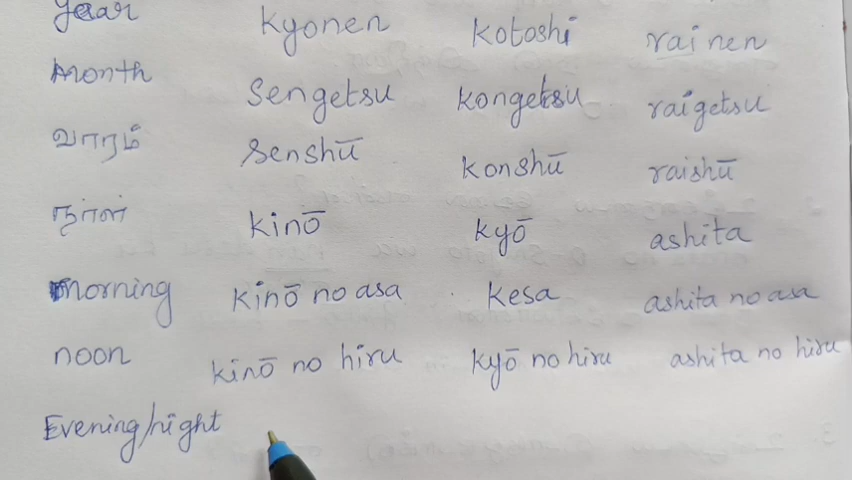 year kyonen kotoshi rainen
Month Sengetsu kongetsu raigetsu
வாரம் Senshū konshū raishū
நாள் kinō kyō ashita
Morning kinō no asa kesa ashita no asa
noon kinō no hiru kyō no hiru ashita no hiru
Evening/night